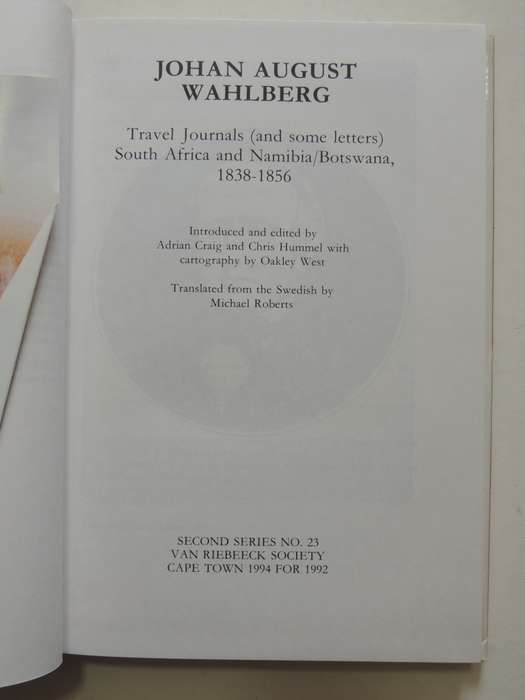 JOHAN AUGUST
WAHLBERG
Travel Journals (and some letters)
South Africa and Namibia/Botswana,
1838-1856
Introduced and edited by
Adrian Craig and Chris Hummel with
cartography by Oakley West
Translated from the Swedish by
Michael Roberts
SECOND SERIES NO. 23
VAN RIEBEECK SOCIETY
CAPE TOWN 1994 FOR 1992